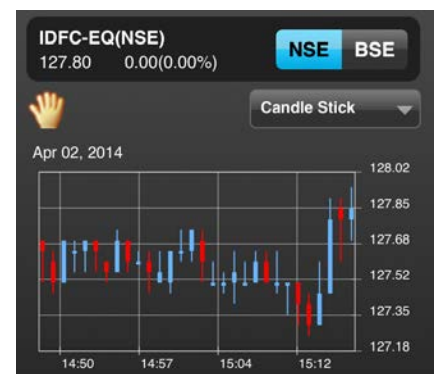 IDFC-EQ(NSE)
127.80 0.00(0.00%)
NSE BSE
Candle Stick
Apr 02, 2014
128.02
127.85
127.68
127.52
127.35
127.18
14:50 14:57 15:04 15:12